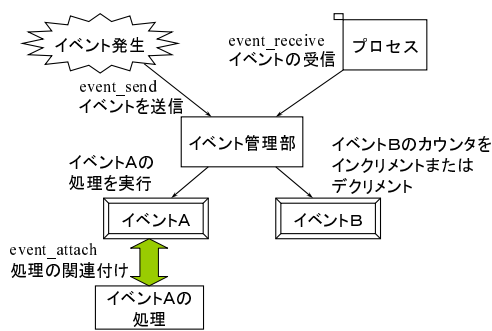 イベント発生
event_receive
イベントの受信
プロセス
event_send
イベントを送信
イベント管理部
イベントAの
処理を実行
イベントBのカウンタを
インクリメントまたは
デクリメント
イベントA
イベントB
event_attach
処理の関連付け
イベントAの
処理